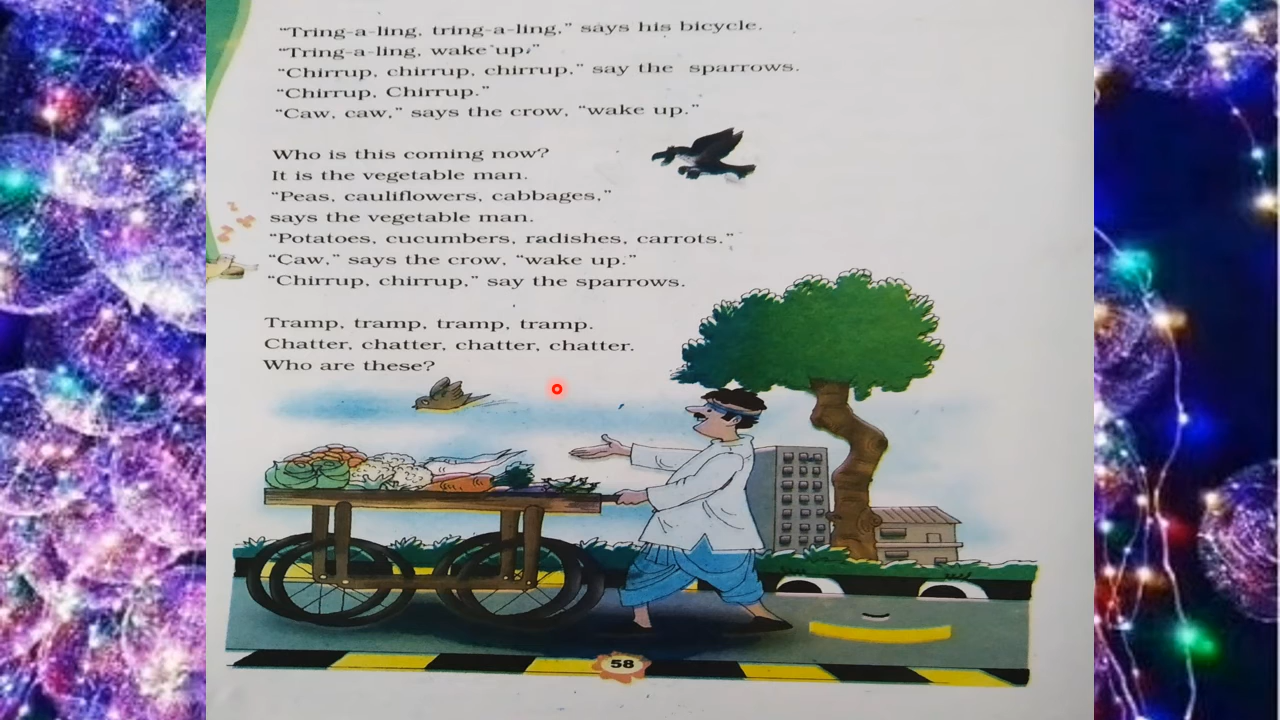 “Tring-a-ling, tring-a-ling,” says his bicycle.
“Tring-a-ling, wake up,”
“Chirrup, chirrup, chirrup,” say the sparrows.
“Chirrup, Chirrup.”
“Caw, caw,” says the crow, “wake up.”
Who is this coming now?
It is the vegetable man.
“Peas, cauliflowers, cabbages,”
says the vegetable man.
“Potatoes, cucumbers, radishes, carrots.”
“Caw,” says the crow, “wake up.”
“Chirrup, chirrup,” say the sparrows.
Tramp, tramp, tramp, tramp.
Chatter, chatter, chatter, chatter.
Who are these?
58